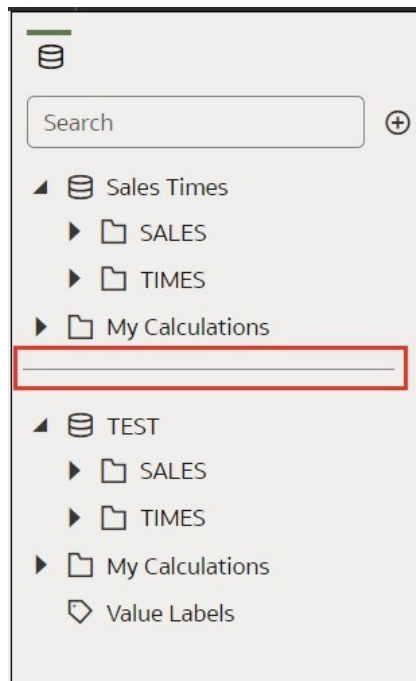 Search
Sales Times
SALES
TIMES
My Calculations
TEST
SALES
TIMES
My Calculations
Value Labels